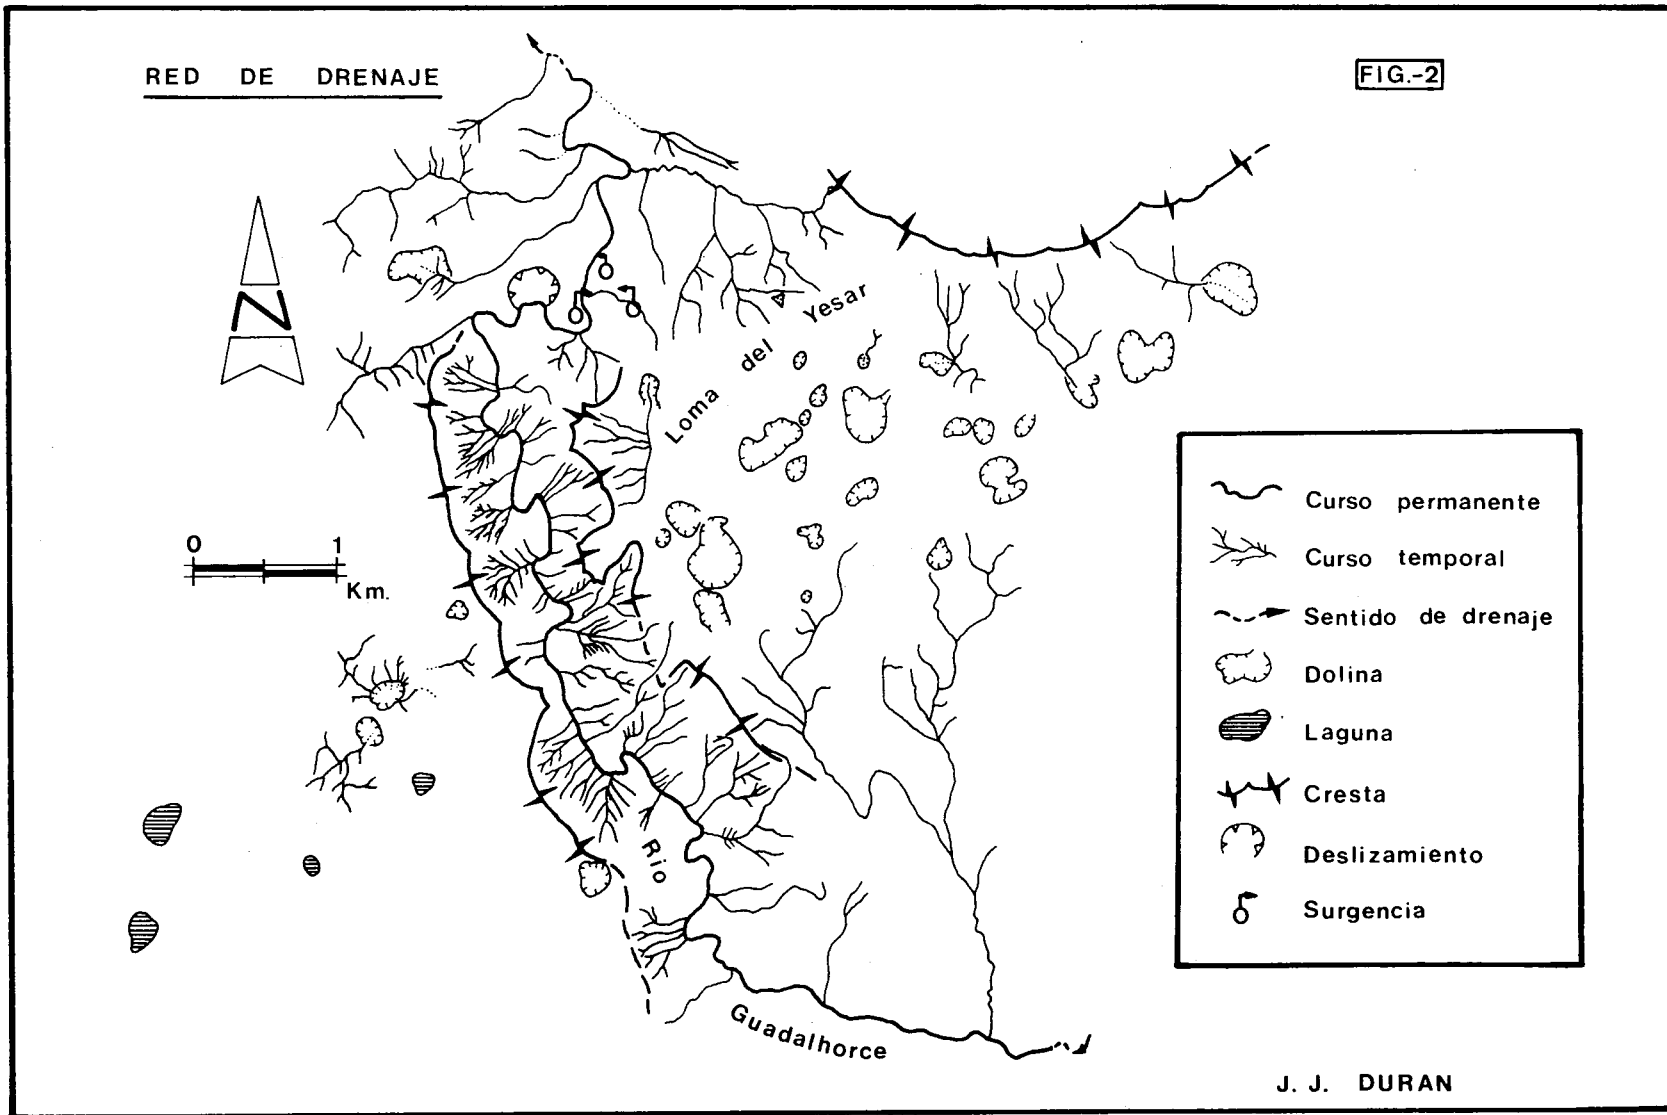 RED DE DRENAJE
FIG.-2
N
0 1
Km.
Loma del Yesar
Rio
Guadalhorce
Curso permanente
Curso temporal
Sentido de drenaje
Dolina
Laguna
Cresta
Deslizamiento
Surgencia
J. J. DURAN